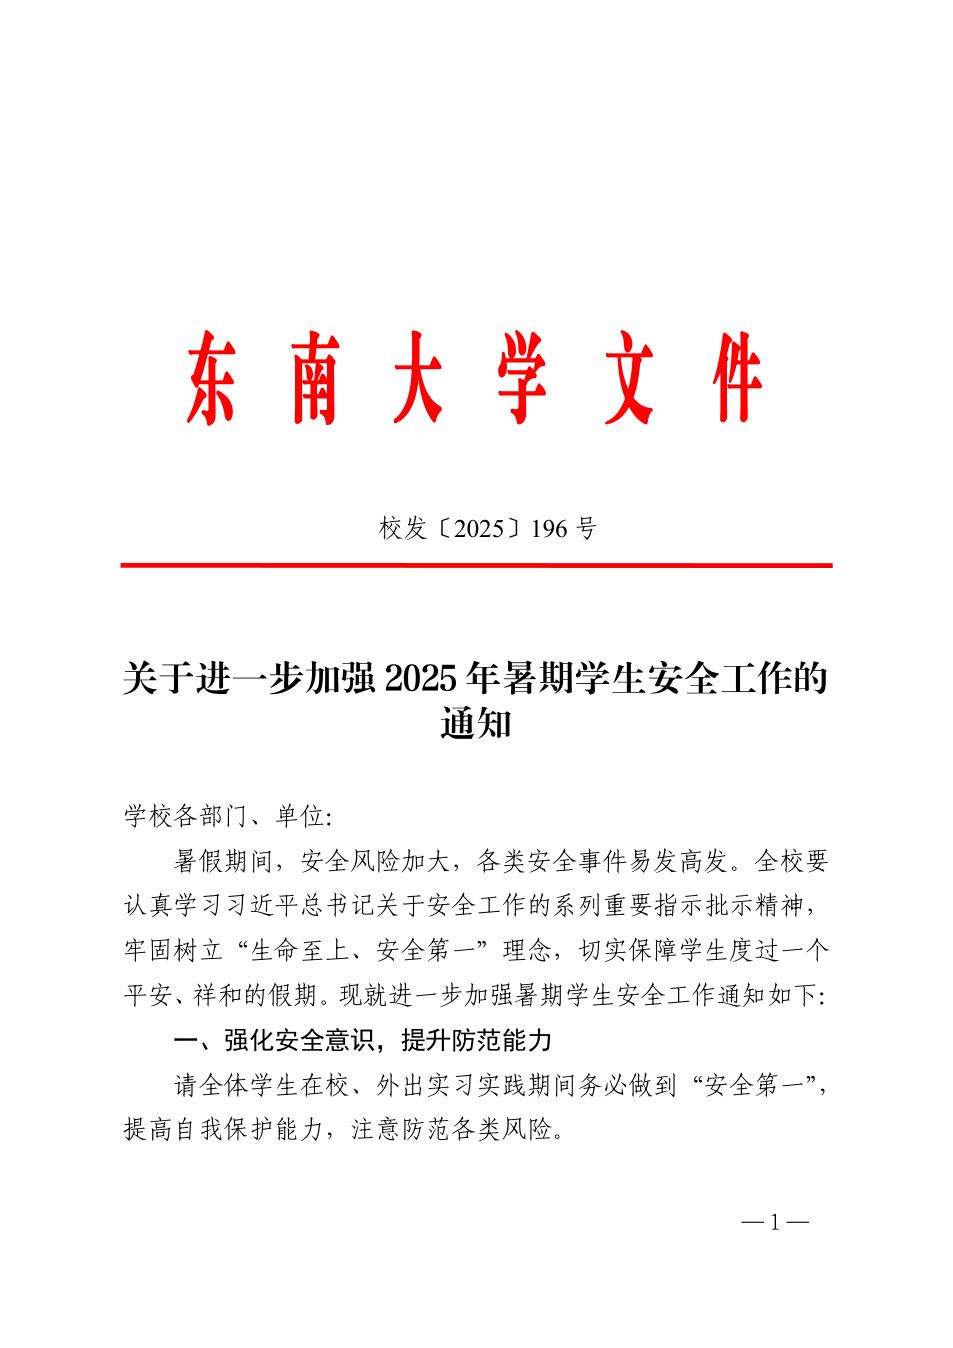 东南大学文件
校发〔2025〕196 号
关于进一步加强 2025 年暑期学生安全工作的
通知
学校各部门、单位：
暑假期间，安全风险加大，各类安全事件易发高发。全校要
认真学习习近平总书记关于安全工作的系列重要指示批示精神，
牢固树立“生命至上、安全第一”理念，切实保障学生度过一个
平安、祥和的假期。现就进一步加强暑期学生安全工作通知如下：
一、强化安全意识，提升防范能力
请全体学生在校、外出实习实践期间务必做到“安全第一”，
提高自我保护能力，注意防范各类风险。
— 1 —